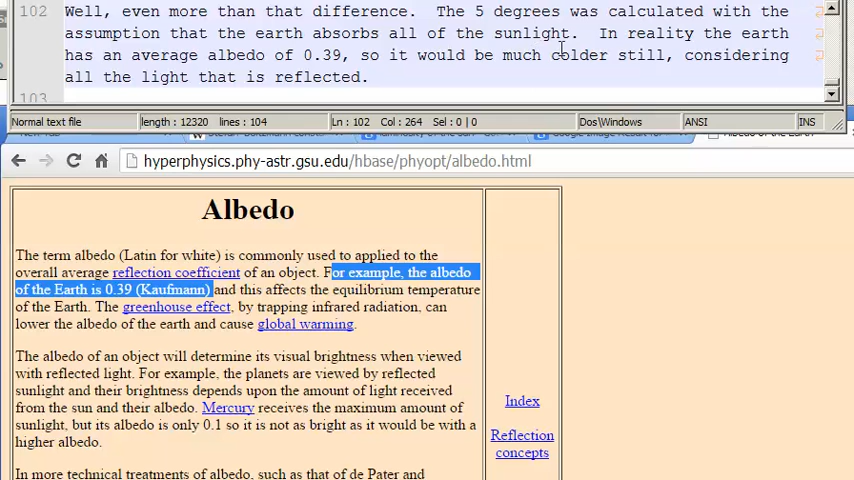 102 Well, even more than that difference.  The 5 degrees was calculated with the
assumption that the earth absorbs all of the sunlight.  In reality the earth
has an average albedo of 0.39, so it would be much colder still, considering
all the light that is reflected.
103
Normal text file length : 12320 lines : 104 Ln : 102 Col : 264 Sel : 0 | 0 Dos\Windows ANSI INS
hyperphysics.phy-astr.gsu.edu/hbase/phyopt/albedo.html
Albedo
The term albedo (Latin for white) is commonly used to applied to the
overall average reflection coefficient of an object. For example, the albedo
of the Earth is 0.39 (Kaufmann) and this affects the equilibrium temperature
of the Earth. The greenhouse effect, by trapping infrared radiation, can
lower the albedo of the earth and cause global warming.
The albedo of an object will determine its visual brightness when viewed
with reflected light. For example, the planets are viewed by reflected
sunlight and their brightness depends upon the amount of light received
from the sun and their albedo. Mercury receives the maximum amount of
sunlight, but its albedo is only 0.1 so it is not as bright as it would be with a
higher albedo.
In more technical treatments of albedo, such as that of de Pater and
Index
Reflection
concepts